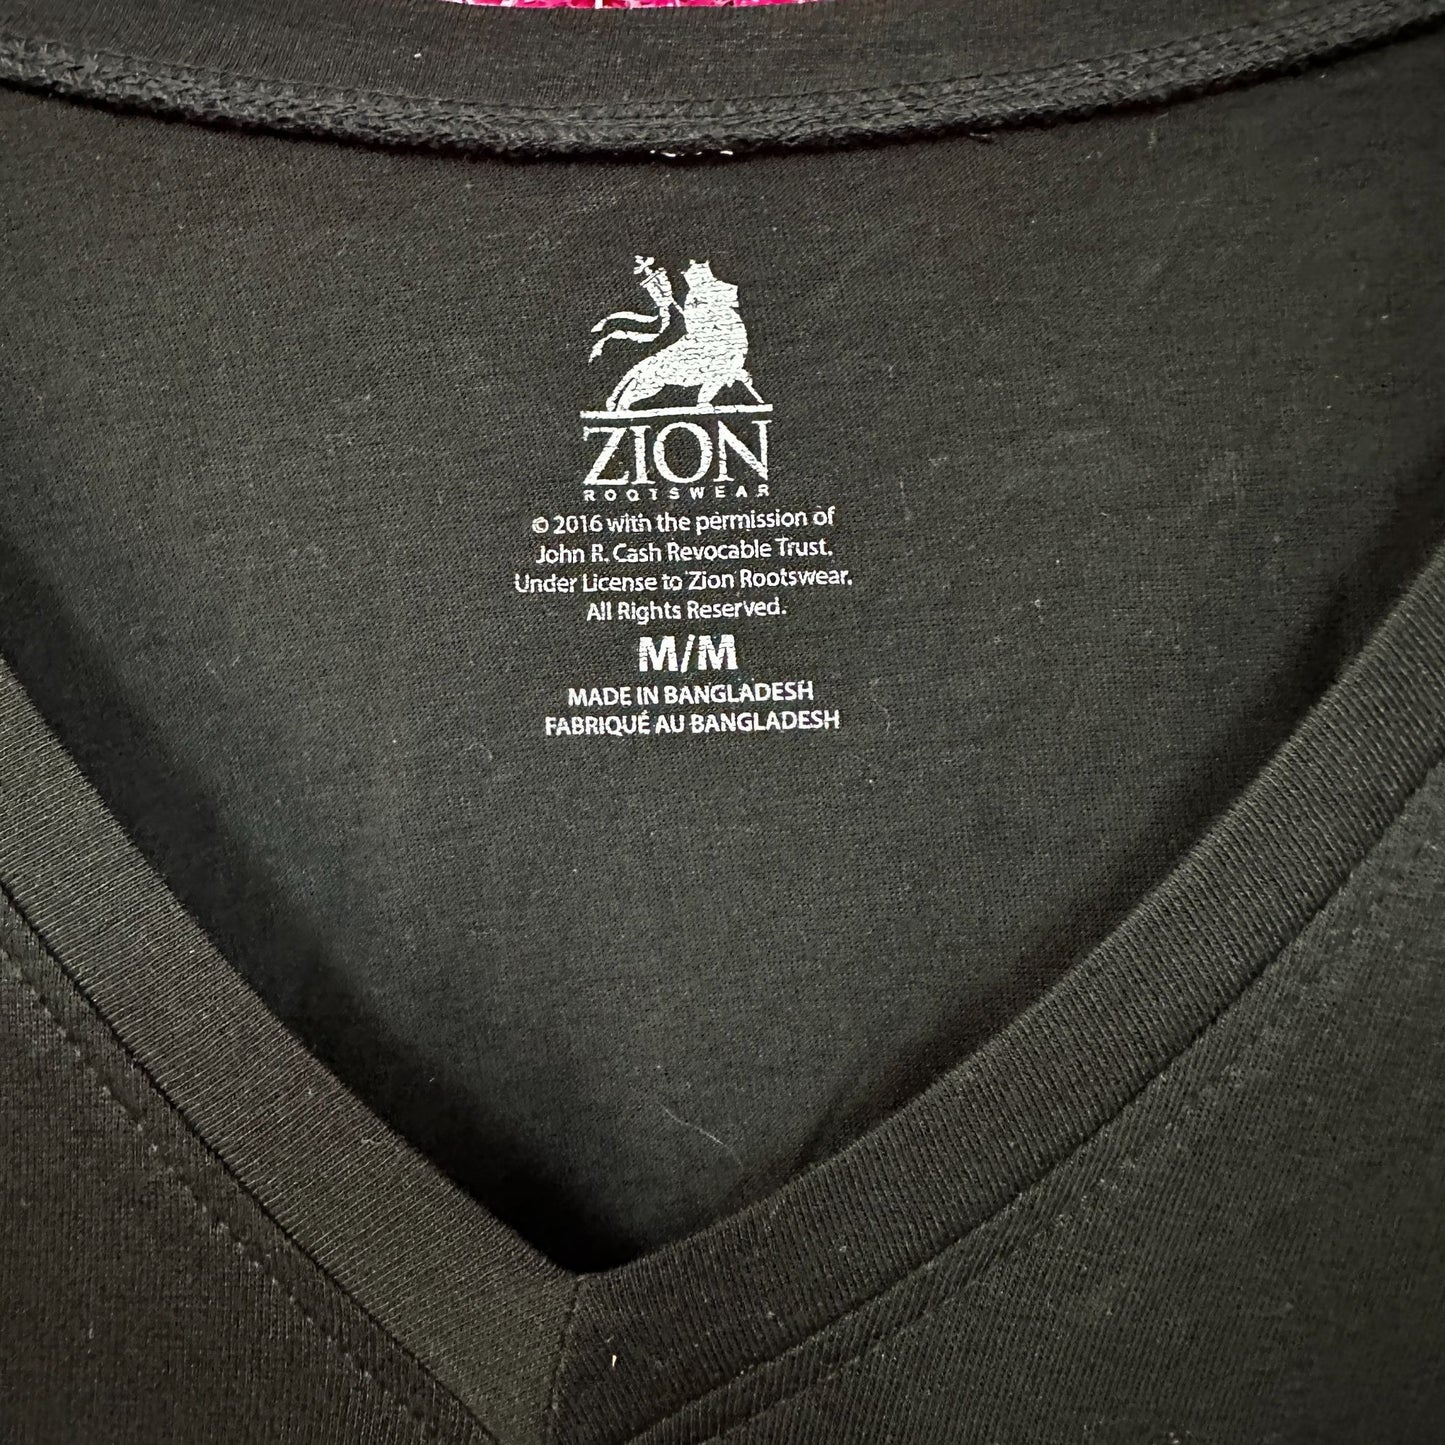 ZION
ROOTSWEAR
© 2016 with the permission of
John R. Cash Revocable Trust.
Under License to Zion Rootswear.
All Rights Reserved.
M/M
MADE IN BANGLADESH
FABRIQUÉ AU BANGLADESH